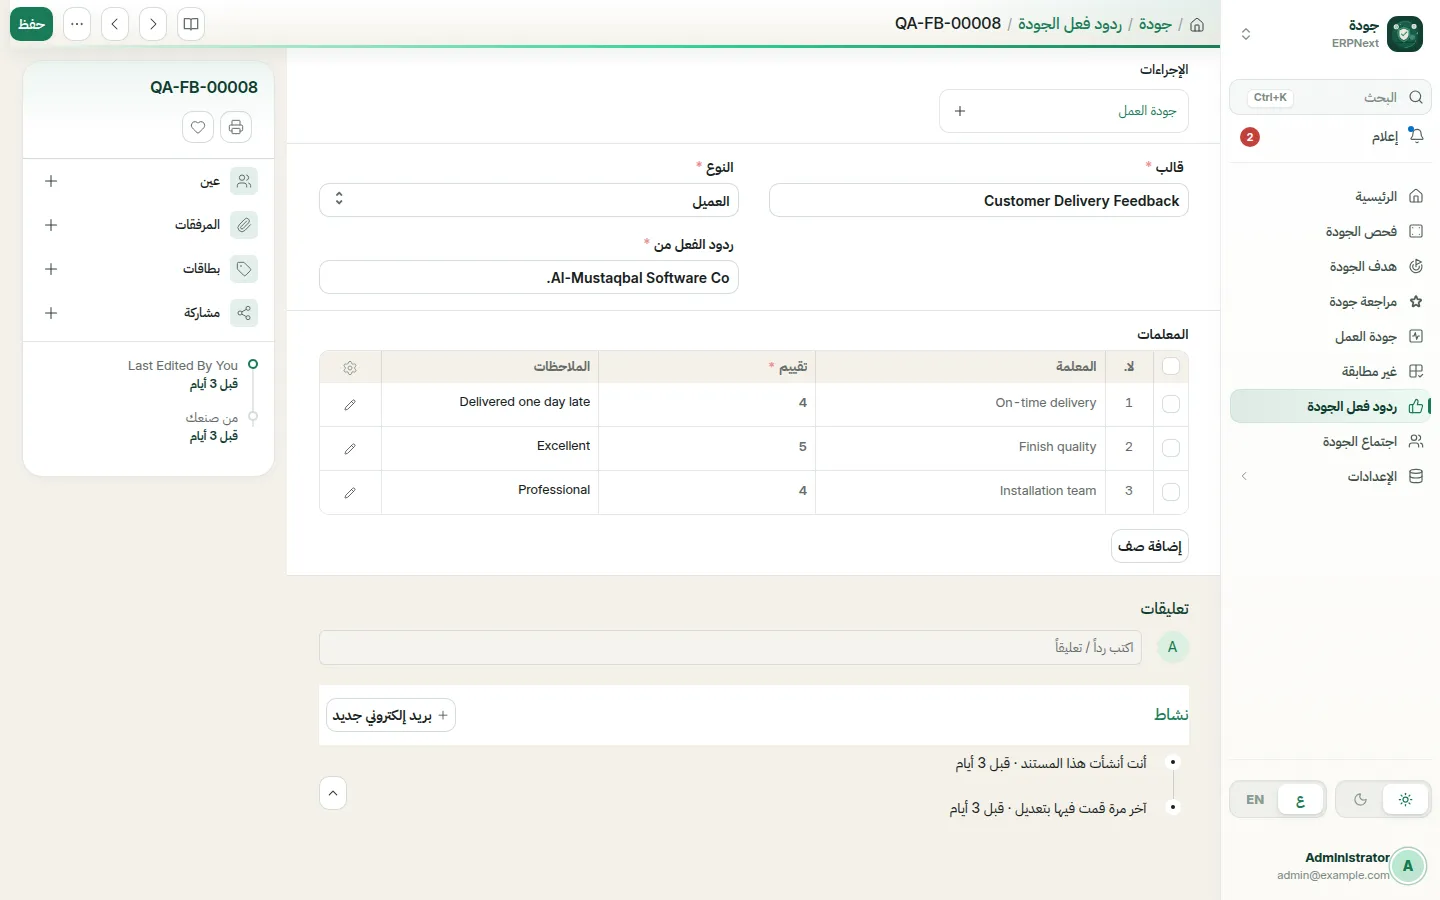 جودة
ERPNext
البحث
Ctrl+K
إعلام
2
الرئيسية
فحص الجودة
هدف الجودة
مراجعة جودة
جودة العمل
غير مطابقة
ردود فعل الجودة
اجتماع الجودة
الإعدادات
ع
EN
A
Administrator
admin@example.com
جودة / ردود فعل الجودة / QA-FB-00008
حفظ
الإجراءات
جودة العمل
قالب *
Customer Delivery Feedback
النوع *
العميل
ردود الفعل من *
Al-Mustaqbal Software Co.
المعلمات
لا. المعلمة تقييم * الملاحظات
1 On-time delivery 4 Delivered one day late
2 Finish quality 5 Excellent
3 Installation team 4 Professional
إضافة صف
تعليقات
A
اكتب رداً / تعليقاً
نشاط
+ بريد إلكتروني جديد
أنت أنشأت هذا المستند · قبل 3 أيام
آخر مرة قمت فيها بتعديل · قبل 3 أيام
QA-FB-00008
عين
المرفقات
بطاقات
مشاركة
Last Edited By You
قبل 3 أيام
من صنعك
قبل 3 أيام